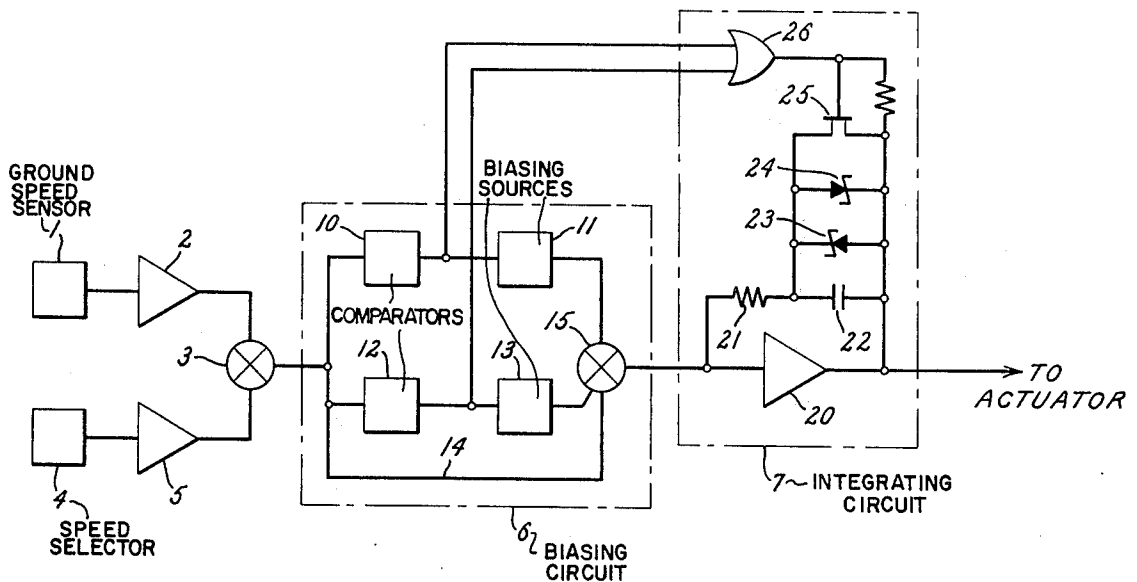 26
25
24
23
GROUND
SPEED
SENSOR
1
2
BIASING
SOURCES
10
11
COMPARATORS
12
13
15
3
21
22
20
TO
ACTUATOR
14
4
5
SPEED
SELECTOR
6
BIASING
CIRCUIT
7 INTEGRATING
CIRCUIT